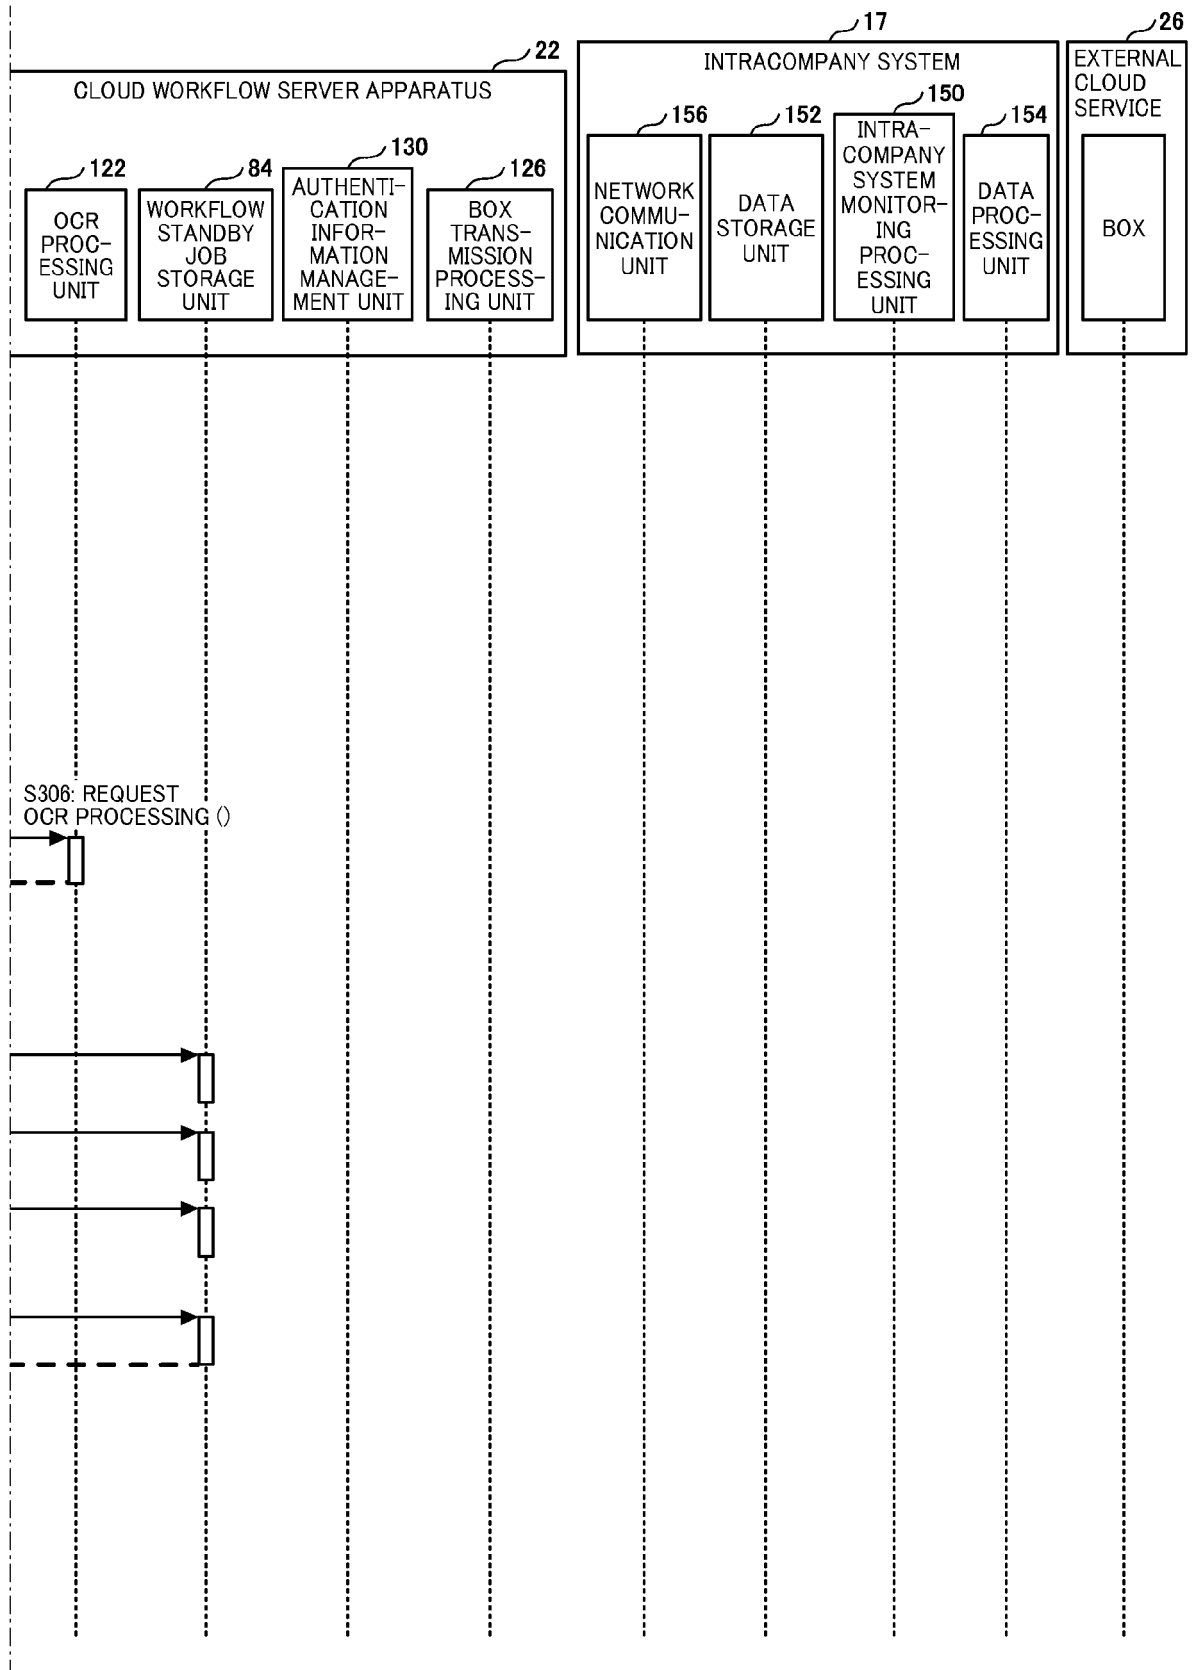 22
CLOUD WORKFLOW SERVER APPARATUS
122
OCR
PROC-
ESSING
UNIT
84
WORKFLOW
STANDBY
JOB
STORAGE
UNIT
130
AUTHENTI-
CATION
INFOR-
MATION
MANAGE-
MENT UNIT
126
BOX
TRANS-
MISSION
PROCESS-
ING UNIT
17
INTRACOMPANY SYSTEM
156
NETWORK
COMMU-
NICATION
UNIT
152
DATA
STORAGE
UNIT
150
INTRA-
COMPANY
SYSTEM
MONITOR-
ING
PROC-
ESSING
UNIT
154
DATA
PROC-
ESSING
UNIT
26
EXTERNAL
CLOUD
SERVICE
BOX
S306: REQUEST
OCR PROCESSING ()